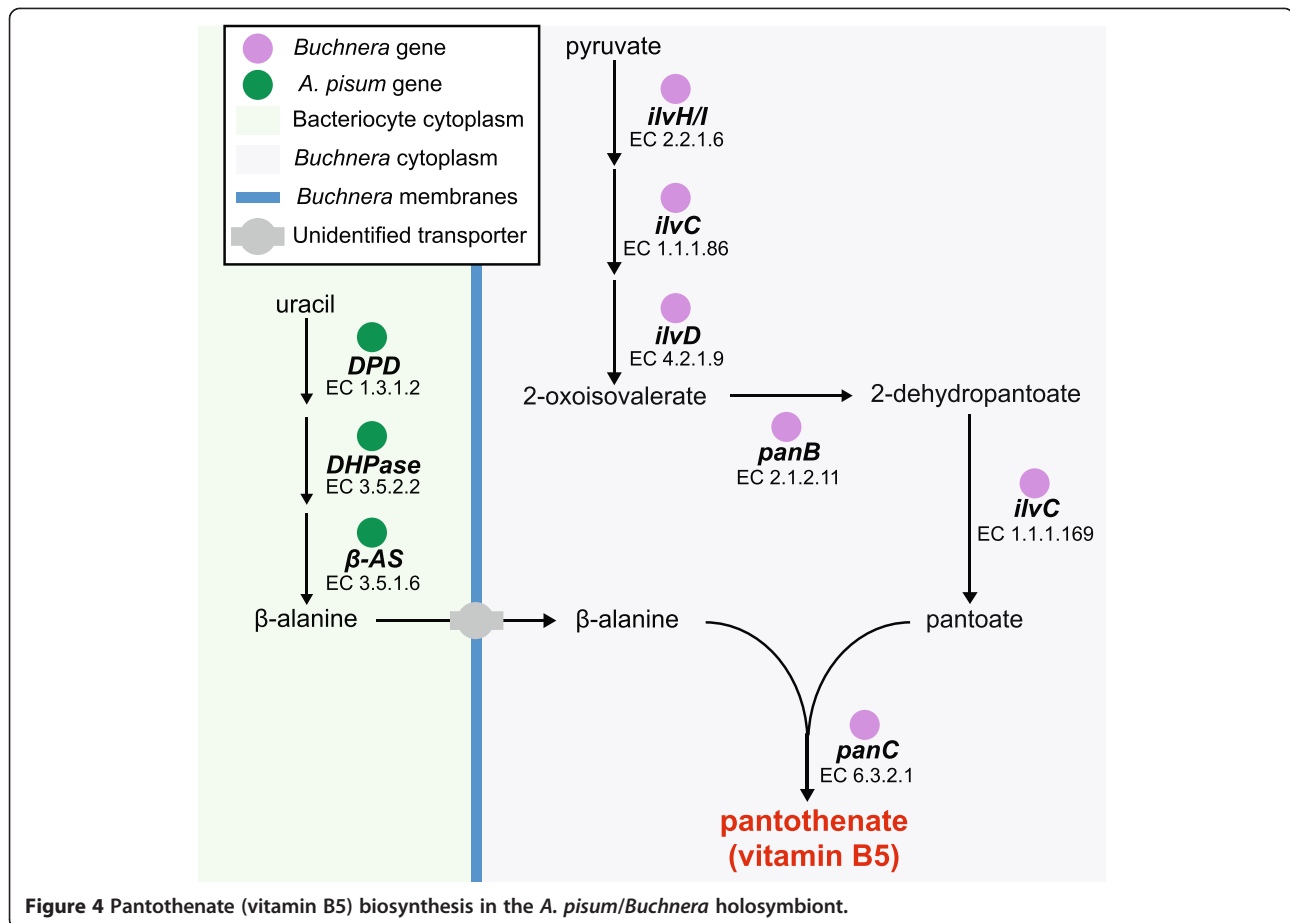 Buchnera gene
A. pisum gene
Bacteriocyte cytoplasm
Buchnera cytoplasm
Buchnera membranes
Unidentified transporter
pyruvate
ilvH/I
EC 2.2.1.6
ilvC
EC 1.1.1.86
ilvD
EC 4.2.1.9
uracil
DPD
EC 1.3.1.2
DHPase
EC 3.5.2.2
β-AS
EC 3.5.1.6
2-oxoisovalerate
2-dehydropantoate
panB
EC 2.1.2.11
ilvC
EC 1.1.1.169
β-alanine
β-alanine
pantoate
panC
EC 6.3.2.1
pantothenate
(vitamin B5)
Figure 4 Pantothenate (vitamin B5) biosynthesis in the A. pisum/Buchnera holosymbiont.